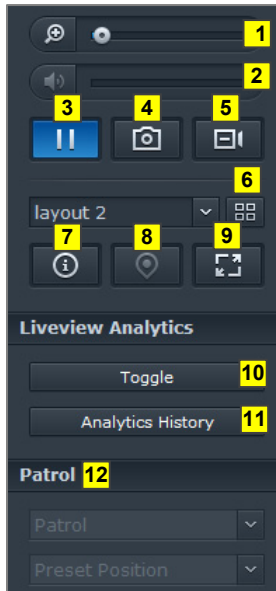 1
2
3 4 5
6
layout 2
7 8 9
Liveview Analytics
Toggle 10
Analytics History 11
Patrol 12
Patrol
Preset Position